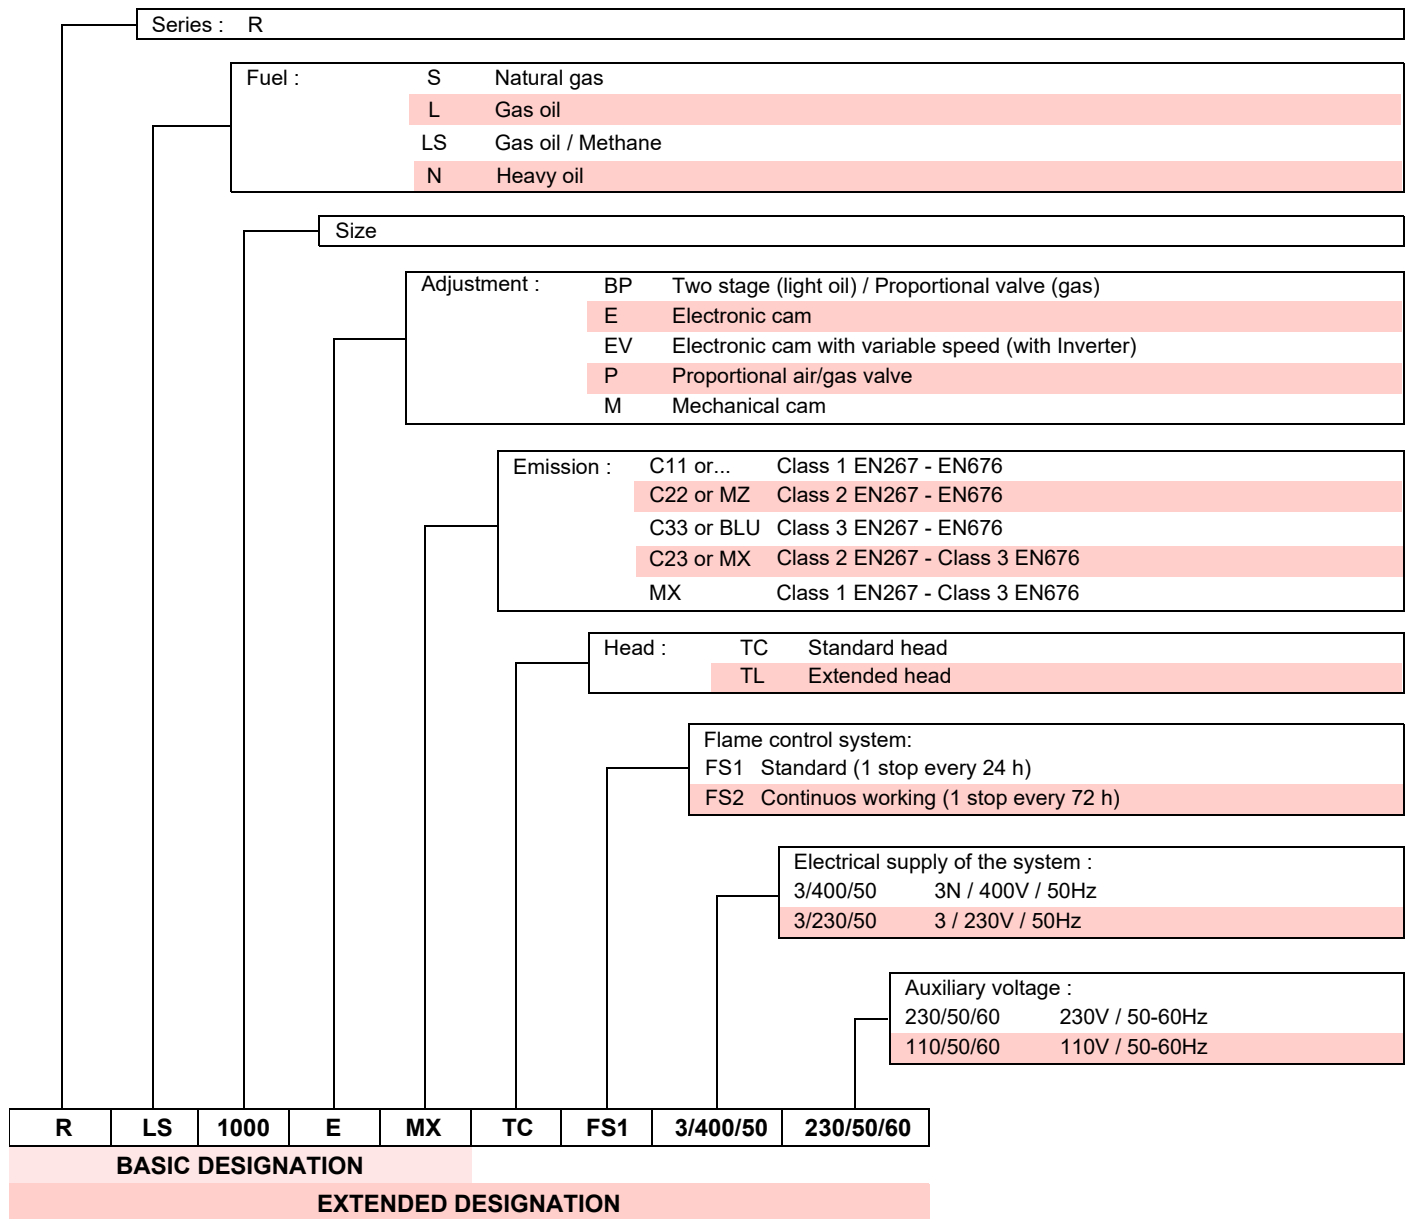 Series : R
Fuel : S Natural gas
L Gas oil
LS Gas oil / Methane
N Heavy oil
Size
Adjustment : BP Two stage (light oil) / Proportional valve (gas)
E Electronic cam
EV Electronic cam with variable speed (with Inverter)
P Proportional air/gas valve
M Mechanical cam
Emission : C11 or... Class 1 EN267 - EN676
C22 or MZ Class 2 EN267 - EN676
C33 or BLU Class 3 EN267 - EN676
C23 or MX Class 2 EN267 - Class 3 EN676
MX Class 1 EN267 - Class 3 EN676
Head : TC Standard head
TL Extended head
Flame control system:
FS1 Standard (1 stop every 24 h)
FS2 Continuos working (1 stop every 72 h)
Electrical supply of the system :
3/400/50 3N / 400V / 50Hz
3/230/50 3 / 230V / 50Hz
Auxiliary voltage :
230/50/60 230V / 50-60Hz
110/50/60 110V / 50-60Hz
R LS 1000 E MX TC FS1 3/400/50 230/50/60
BASIC DESIGNATION
EXTENDED DESIGNATION